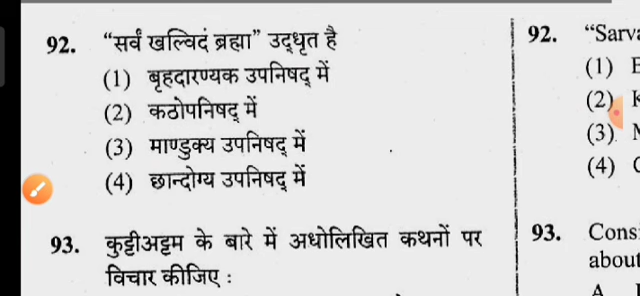 92. "सर्वं खल्विदं ब्रह्मा" उद्धृत है
(1) बृहदारण्यक उपनिषद् में
(2) कठोपनिषद् में
(3) माण्डुक्य उपनिषद् में
(4) छान्दोग्य उपनिषद् में
93. कुट्टीअट्टम के बारे में अधोलिखित कथनों पर
विचार कीजिए :
92. "Sarva
(1)
(2)
(3)
(4)
93. Cons
about
A